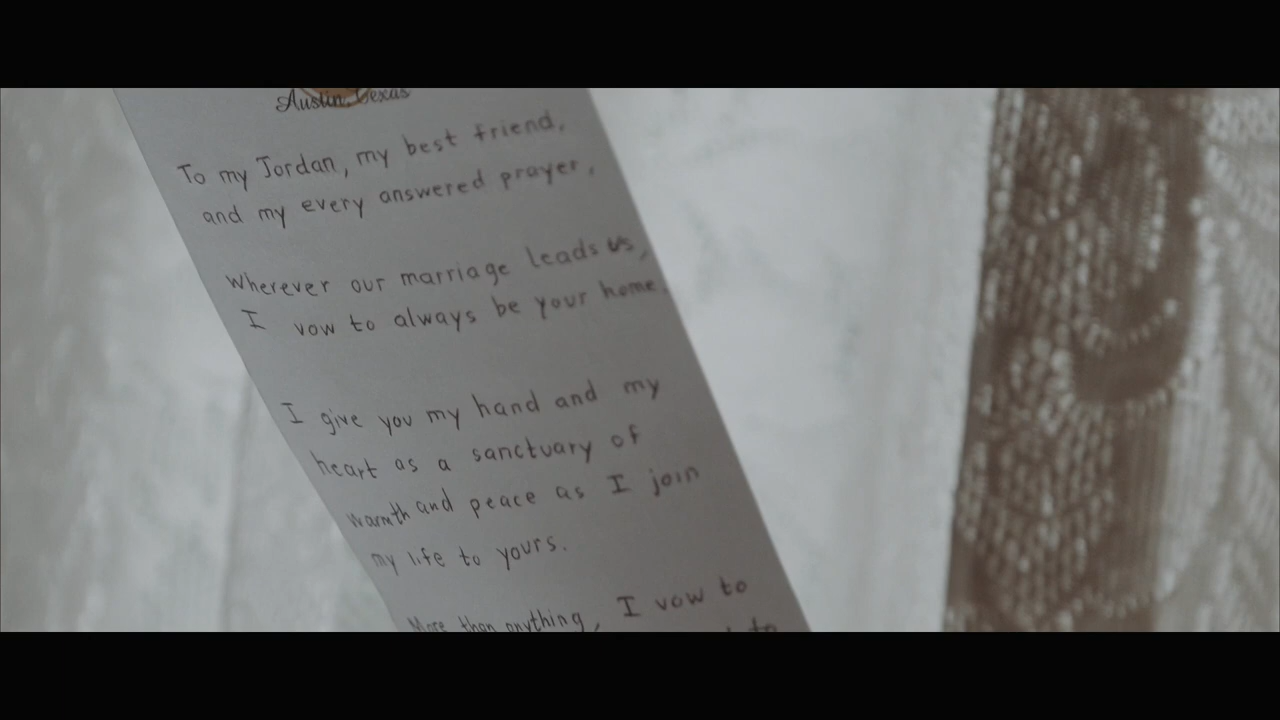 Austin, Texas
To my Jordan, my best friend,
and my every answered prayer,
Wherever our marriage leads us,
I vow to always be your home.
I give you my hand and my
heart as a sanctuary of
warmth and peace as I join
my life to yours.
More than anything, I vow to
to